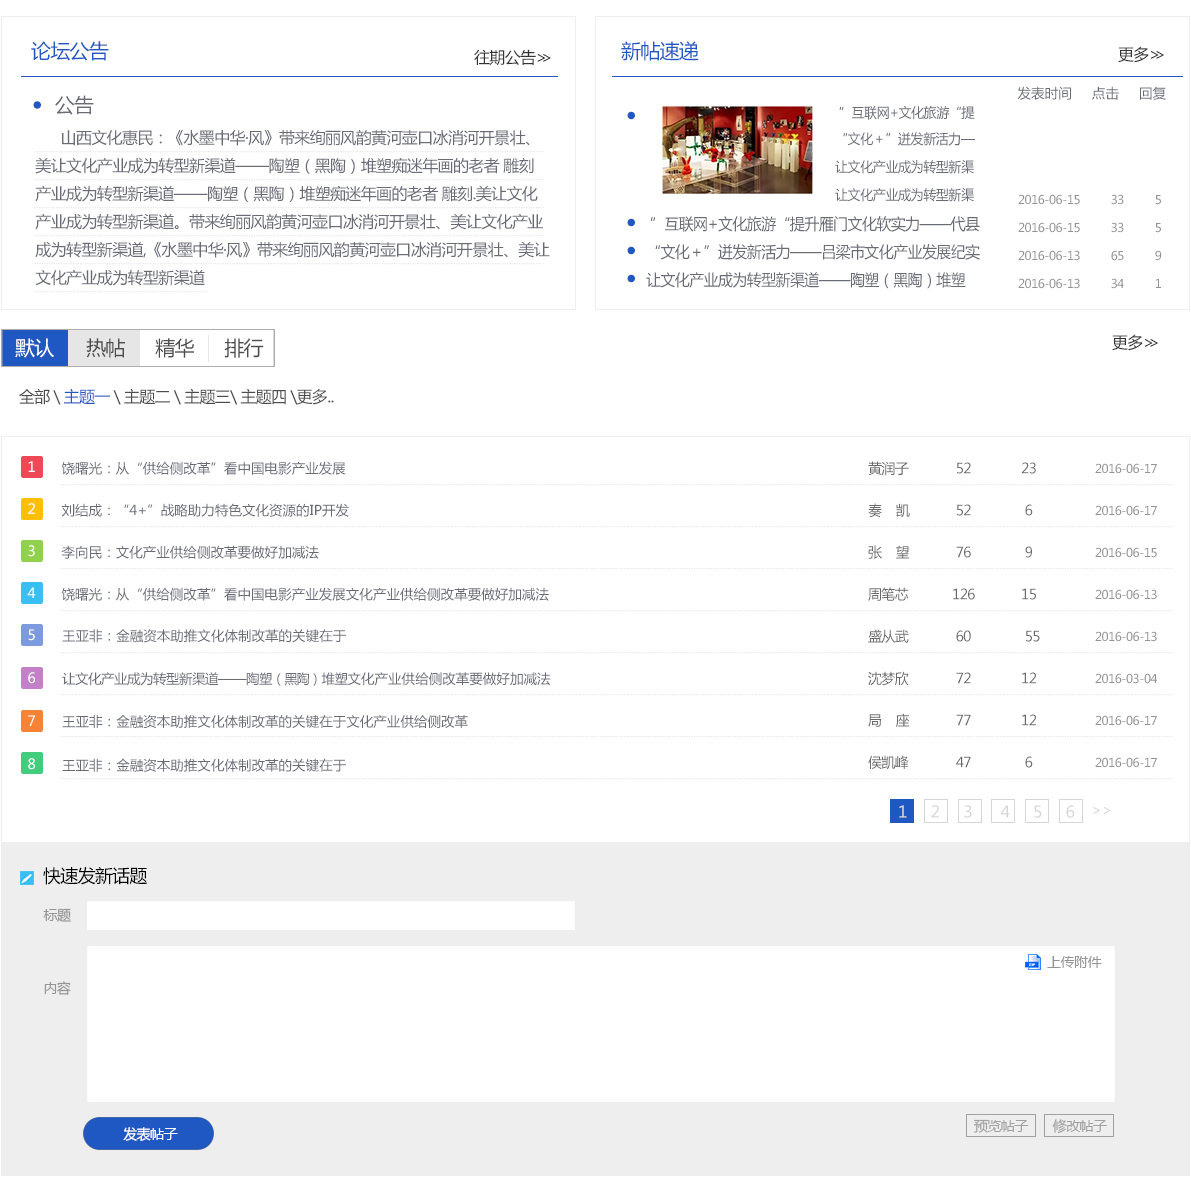 论坛公告
往期公告>>
公告
山西文化惠民：《水墨中华·风》带来绚丽风韵黄河壶口冰消河开景壮、
美让文化产业成为转型新渠道——陶塑（黑陶）堆塑痴迷年画的老者 雕刻
产业成为转型新渠道——陶塑（黑陶）堆塑痴迷年画的老者 雕刻.美让文化
产业成为转型新渠道。带来绚丽风韵黄河壶口冰消河开景壮、美让文化产业
成为转型新渠道,《水墨中华·风》带来绚丽风韵黄河壶口冰消河开景壮、美让
文化产业成为转型新渠道
新帖速递
更多>>
发表时间 点击 回复
”互联网+文化旅游“提
“文化＋”迸发新活力—
让文化产业成为转型新渠
让文化产业成为转型新渠
2016-06-15 33 5
”互联网+文化旅游“提升雁门文化软实力——代县
2016-06-15 33 5
“文化＋”迸发新活力——吕梁市文化产业发展纪实
2016-06-13 65 9
让文化产业成为转型新渠道——陶塑（黑陶）堆塑
2016-06-13 34 1
默认 热帖 精华 排行
更多>>
全部 \ 主题一 \ 主题二 \ 主题三\ 主题四 \更多..
1 饶曙光：从“供给侧改革”看中国电影产业发展 黄润子 52 23 2016-06-17
2 刘结成：“4+”战略助力特色文化资源的IP开发 秦 凯 52 6 2016-06-17
3 李向民：文化产业供给侧改革要做好加减法 张 望 76 9 2016-06-15
4 饶曙光：从“供给侧改革”看中国电影产业发展文化产业供给侧改革要做好加减法 周笔芯 126 15 2016-06-13
5 王亚非：金融资本助推文化体制改革的关键在于 盛从武 60 55 2016-06-13
6 让文化产业成为转型新渠道——陶塑（黑陶）堆塑文化产业供给侧改革要做好加减法 沈梦欣 72 12 2016-03-04
7 王亚非：金融资本助推文化体制改革的关键在于文化产业供给侧改革 局 座 77 12 2016-06-17
8 王亚非：金融资本助推文化体制改革的关键在于 侯凯峰 47 6 2016-06-17
1 2 3 4 5 6 >>
快速发新话题
标题
上传附件
内容
发表帖子
预览帖子 修改帖子